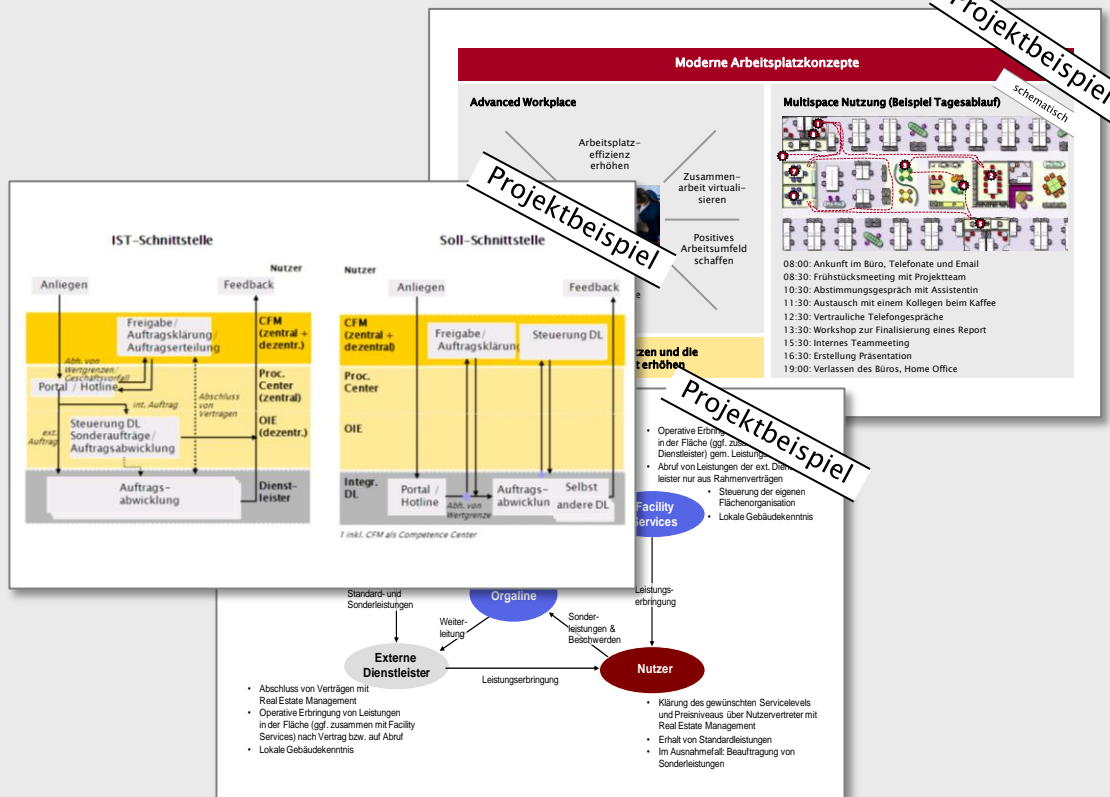 Projektbeispiel
Moderne Arbeitsplatzkonzepte
schematisch
Advanced Workplace
Arbeitsplatz-
effizienz
erhöhen
Zusammen-
arbeit virtuali-
sieren
Positives
Arbeitsumfeld
schaffen
Multispace Nutzung (Beispiel Tagesablauf)
08:00: Ankunft im Büro, Telefonate und Email
08:30: Frühstücksmeeting mit Projektteam
10:30: Abstimmungsgespräch mit Assistentin
11:30: Austausch mit einem Kollegen beim Kaffee
12:30: Vertrauliche Telefongespräche
13:30: Workshop zur Finalisierung eines Report
15:30: Internes Teammeeting
16:30: Erstellung Präsentation
19:00: Verlassen des Büros, Home Office
und die
erhöhen
Projektbeispiel
IST-Schnittstelle
Nutzer
Anliegen
Feedback
Freigabe/
Auftragsklärung/
Auftragserteilung
CFM
(zentral +
dezentr.)
Abh. von
Wertgrenzen/
Geschäftsvorfall
Portal / Hotline
Proc.
Center
(zentral)
int. Auftrag
Abschluss
von
Verträgen
ext.
Auftrag
Steuerung DL
Sonderaufträge/
Auftragsabwicklung
OIE
(dezentr.)
Auftrags-
abwicklung
Dienst-
leister
Soll-Schnittstelle
Nutzer
Anliegen
Feedback
CFM
(zentral +
dezentral)
Freigabe/
Auftragsklärung
Steuerung DL
Proc.
Center
OIE
Integr.
DL
Portal /
Hotline
Abh. von
Wertgrenze
Auftrags-
abwicklun
Selbst
andere DL
1 inkl. CFM als Competence Center
Projektbeispiel
• Operative
in der Fläche (ggf.
Dienstleister) gem.
• Abruf von Leistungen der ext.
leister nur aus Rahmenverträgen
• Steuerung der eigenen
Flächenorganisation
• Lokale Gebäudekenntnis
Facility
Services
Leistungs-
erbringung
Standard- und
Sonderleistungen
Orgaline
Weiter-
leitung
Sonder-
leistungen &
Beschwerden
Externe
Dienstleister
Leistungserbringung
Nutzer
• Abschluss von Verträgen mit
Real Estate Management
• Operative Erbringung von Leistungen
in der Fläche (ggf. zusammen mit Facility
Services) nach Vertrag bzw. auf Abruf
• Lokale Gebäudekenntnis
• Klärung des gewünschten Servicelevels
und Preisniveaus über Nutzervertreter mit
Real Estate Management
• Erhalt von Standardleistungen
• Im Ausnahmefall: Beauftragung von
Sonderleistungen